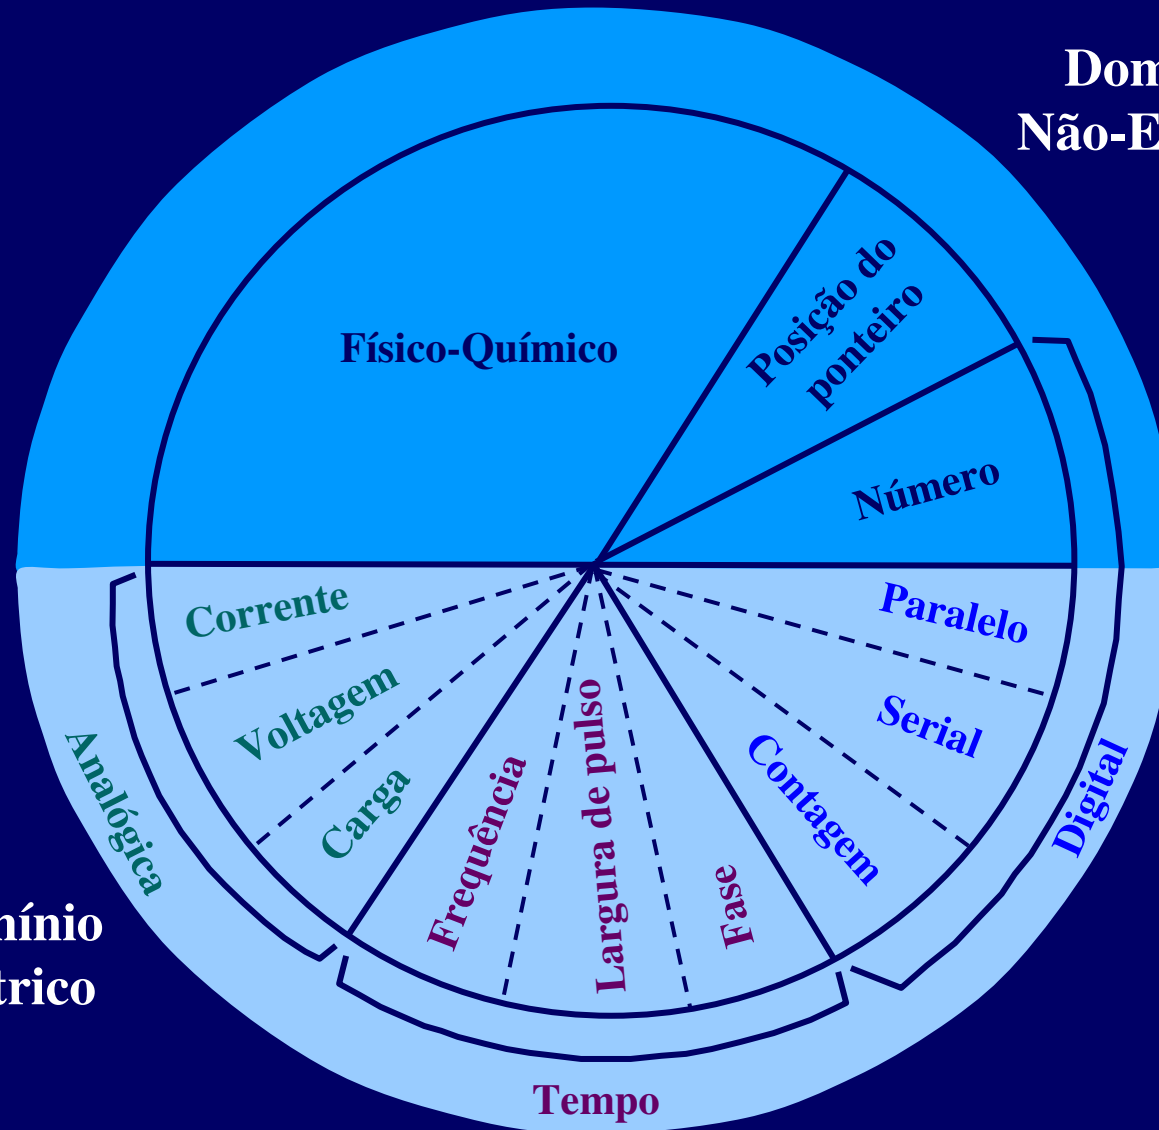 Dom
Não-E
Físico-Químico
Posição do
ponteiro
Número
Corrente
Voltagem
Carga
Frequência
Largura de pulso
Fase
Contagem
Serial
Paralelo
Analógica
Digital
Tempo
nínio
trico